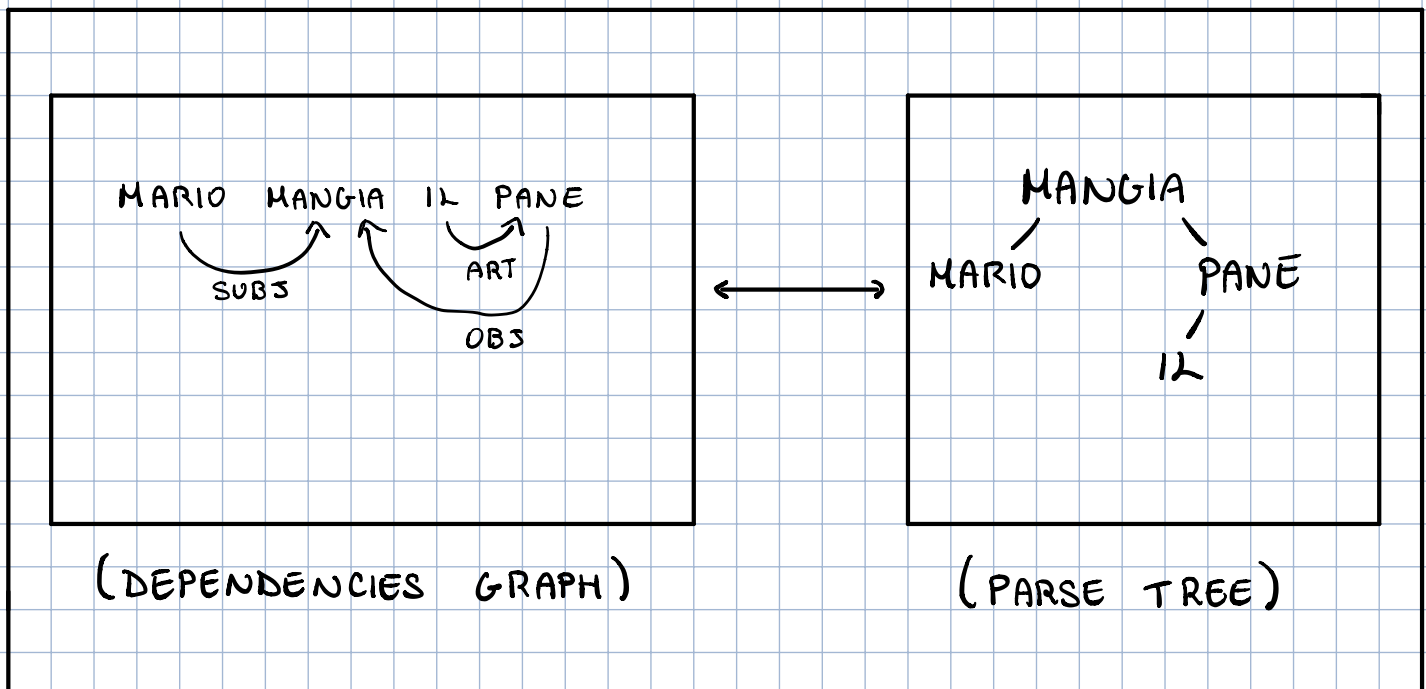 MARIO MANGIA IL PANE
ART
SUBJ
OBJ
MANGIA
MARIO PANE
IL
(DEPENDENCIES GRAPH)
(PARSE TREE)